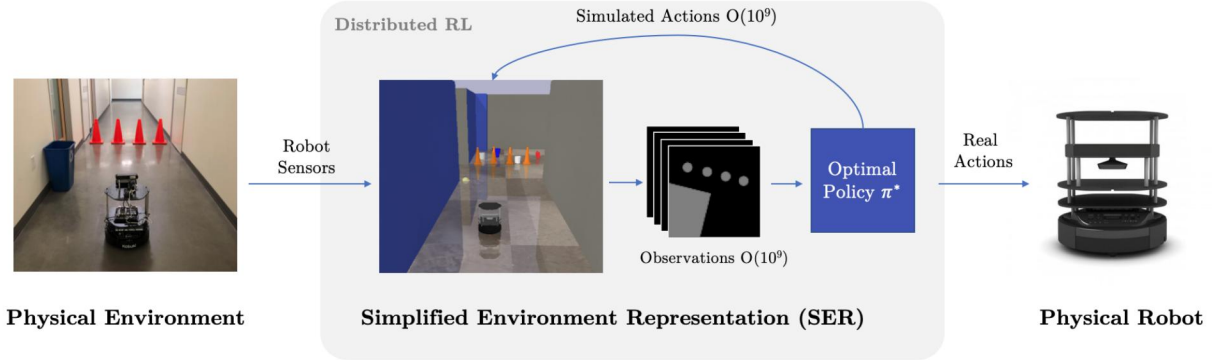 Simulated Actions O(10⁹)
Distributed RL
Robot
Sensors
Optimal
Policy π*
Real
Actions
Observations O(10⁹)
Physical Environment
Simplified Environment Representation (SER)
Physical Robot